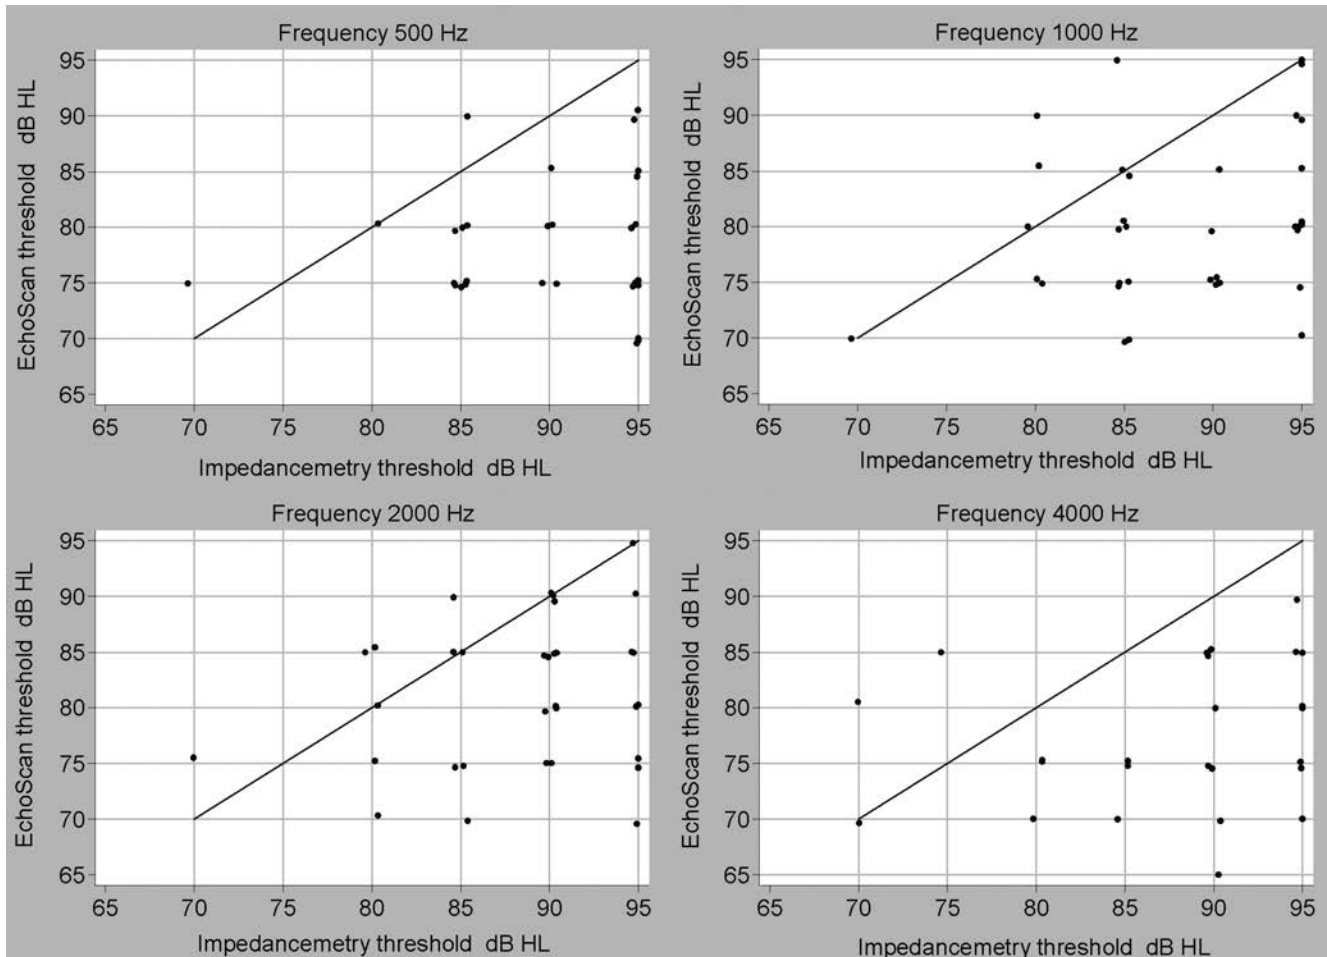 Frequency 500 Hz
EchoScan threshold dB HL
95
90
85
80
75
70
65
65 70 75 80 85 90 95
Impedancemetry threshold dB HL
Frequency 1000 Hz
EchoScan threshold dB HL
95
90
85
80
75
70
65
65 70 75 80 85 90 95
Impedancemetry threshold dB HL
Frequency 2000 Hz
EchoScan threshold dB HL
95
90
85
80
75
70
65
65 70 75 80 85 90 95
Impedancemetry threshold dB HL
Frequency 4000 Hz
EchoScan threshold dB HL
95
90
85
80
75
70
65
65 70 75 80 85 90 95
Impedancemetry threshold dB HL